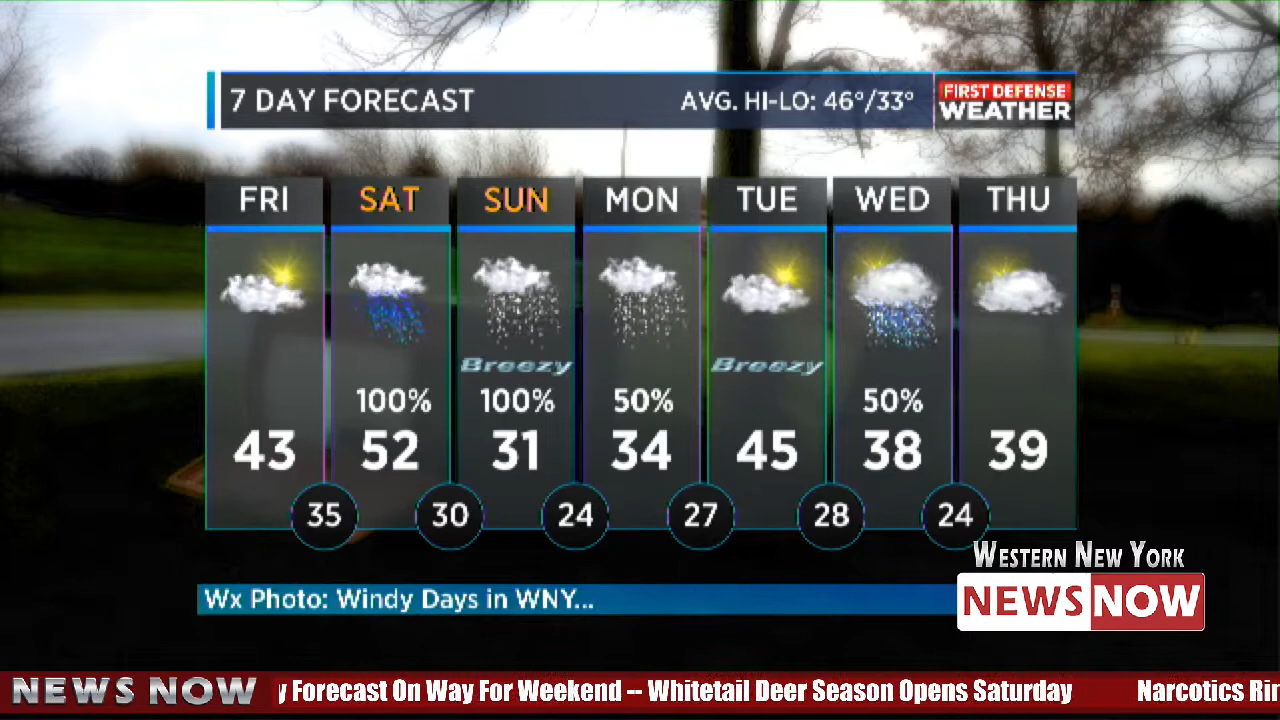 7 DAY FORECAST AVG. HI-LO: 46°/33° FIRST DEFENSE
WEATHER
FRI SAT SUN MON TUE WED THU
Breezy Breezy
100% 100% 50% 50%
43 52 31 34 45 38 39
35 30 24 27 28 24
WESTERN NEW YORK
Wx Photo: Windy Days in WNY... NEWS NOW
NEWS NOW y Forecast On Way For Weekend -- Whitetail Deer Season Opens Saturday Narcotics Rin